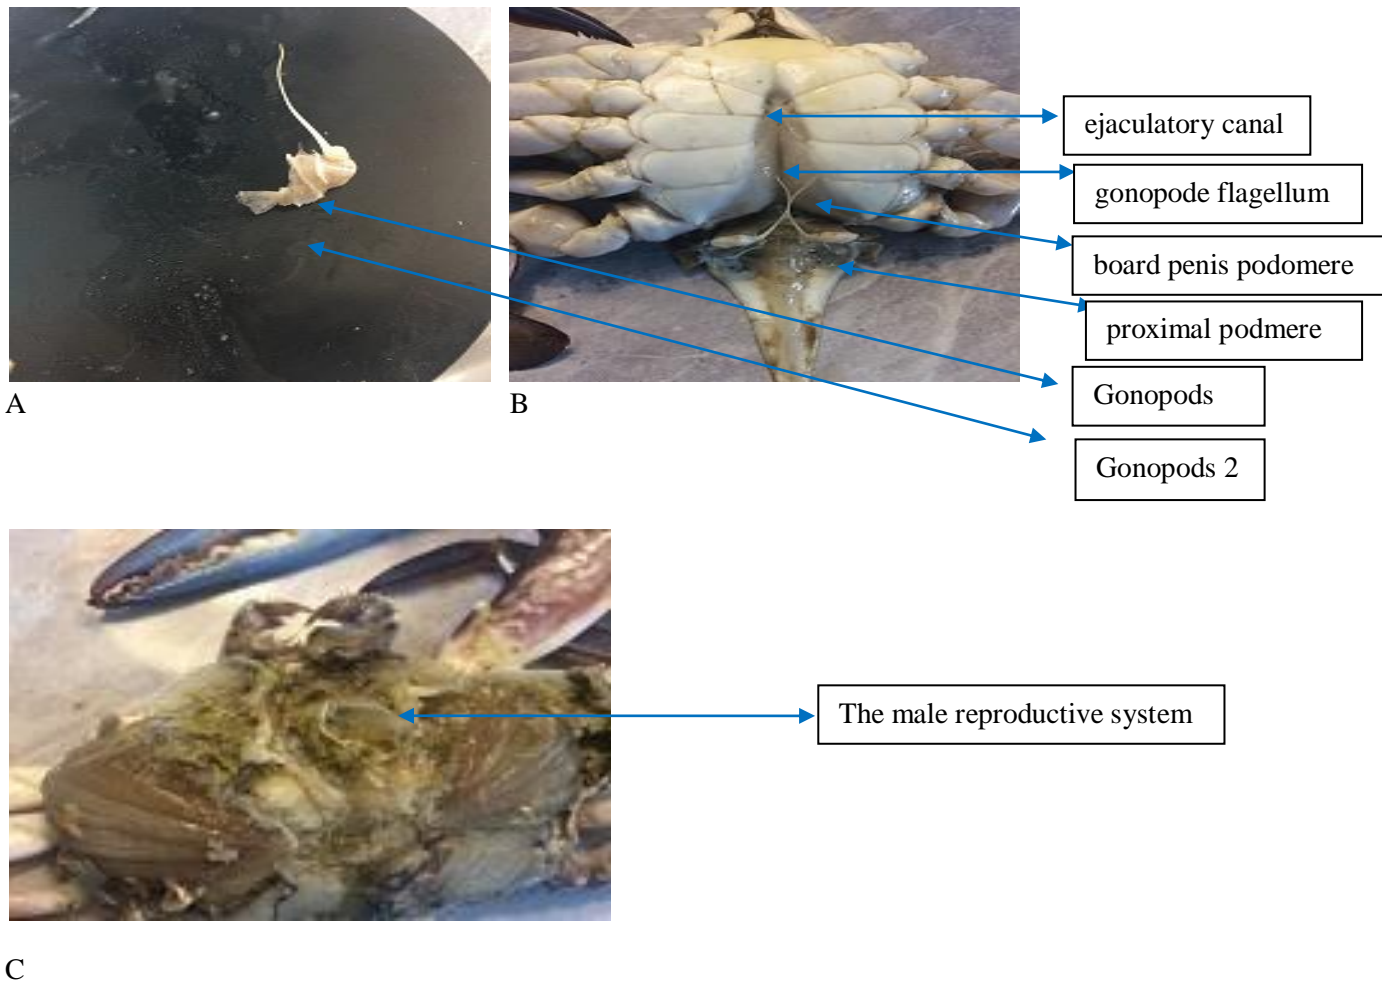 ejaculatory canal
gonopode flagellum
board penis podomere
proximal podmere
A
B
Gonopods
Gonopods 2
The male reproductive system
C